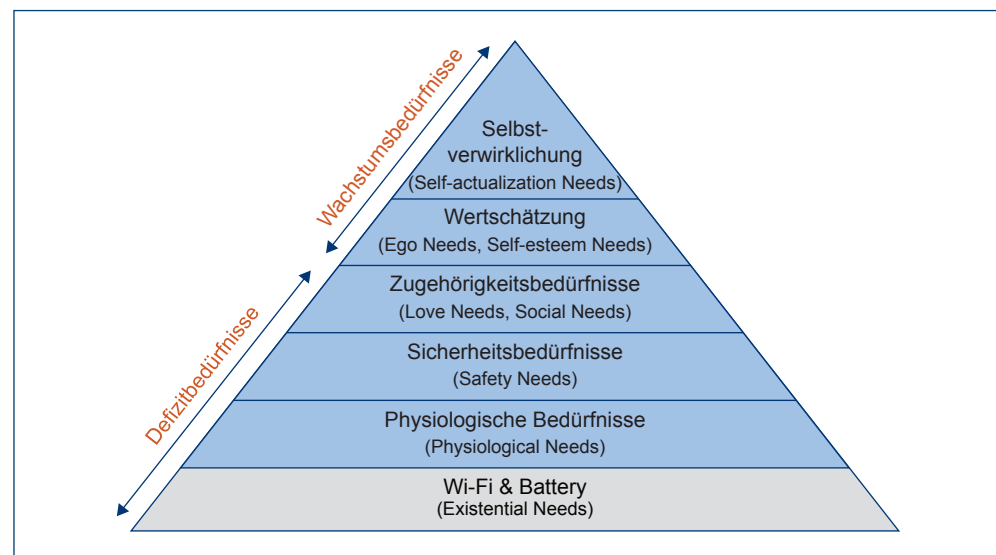 Wachstumsbedürfnisse
Defizitbedürfnisse
Selbst-
verwirklichung
(Self-actualization Needs)
Wertschätzung
(Ego Needs, Self-esteem Needs)
Zugehörigkeitsbedürfnisse
(Love Needs, Social Needs)
Sicherheitsbedürfnisse
(Safety Needs)
Physiologische Bedürfnisse
(Physiological Needs)
Wi-Fi & Battery
(Existential Needs)